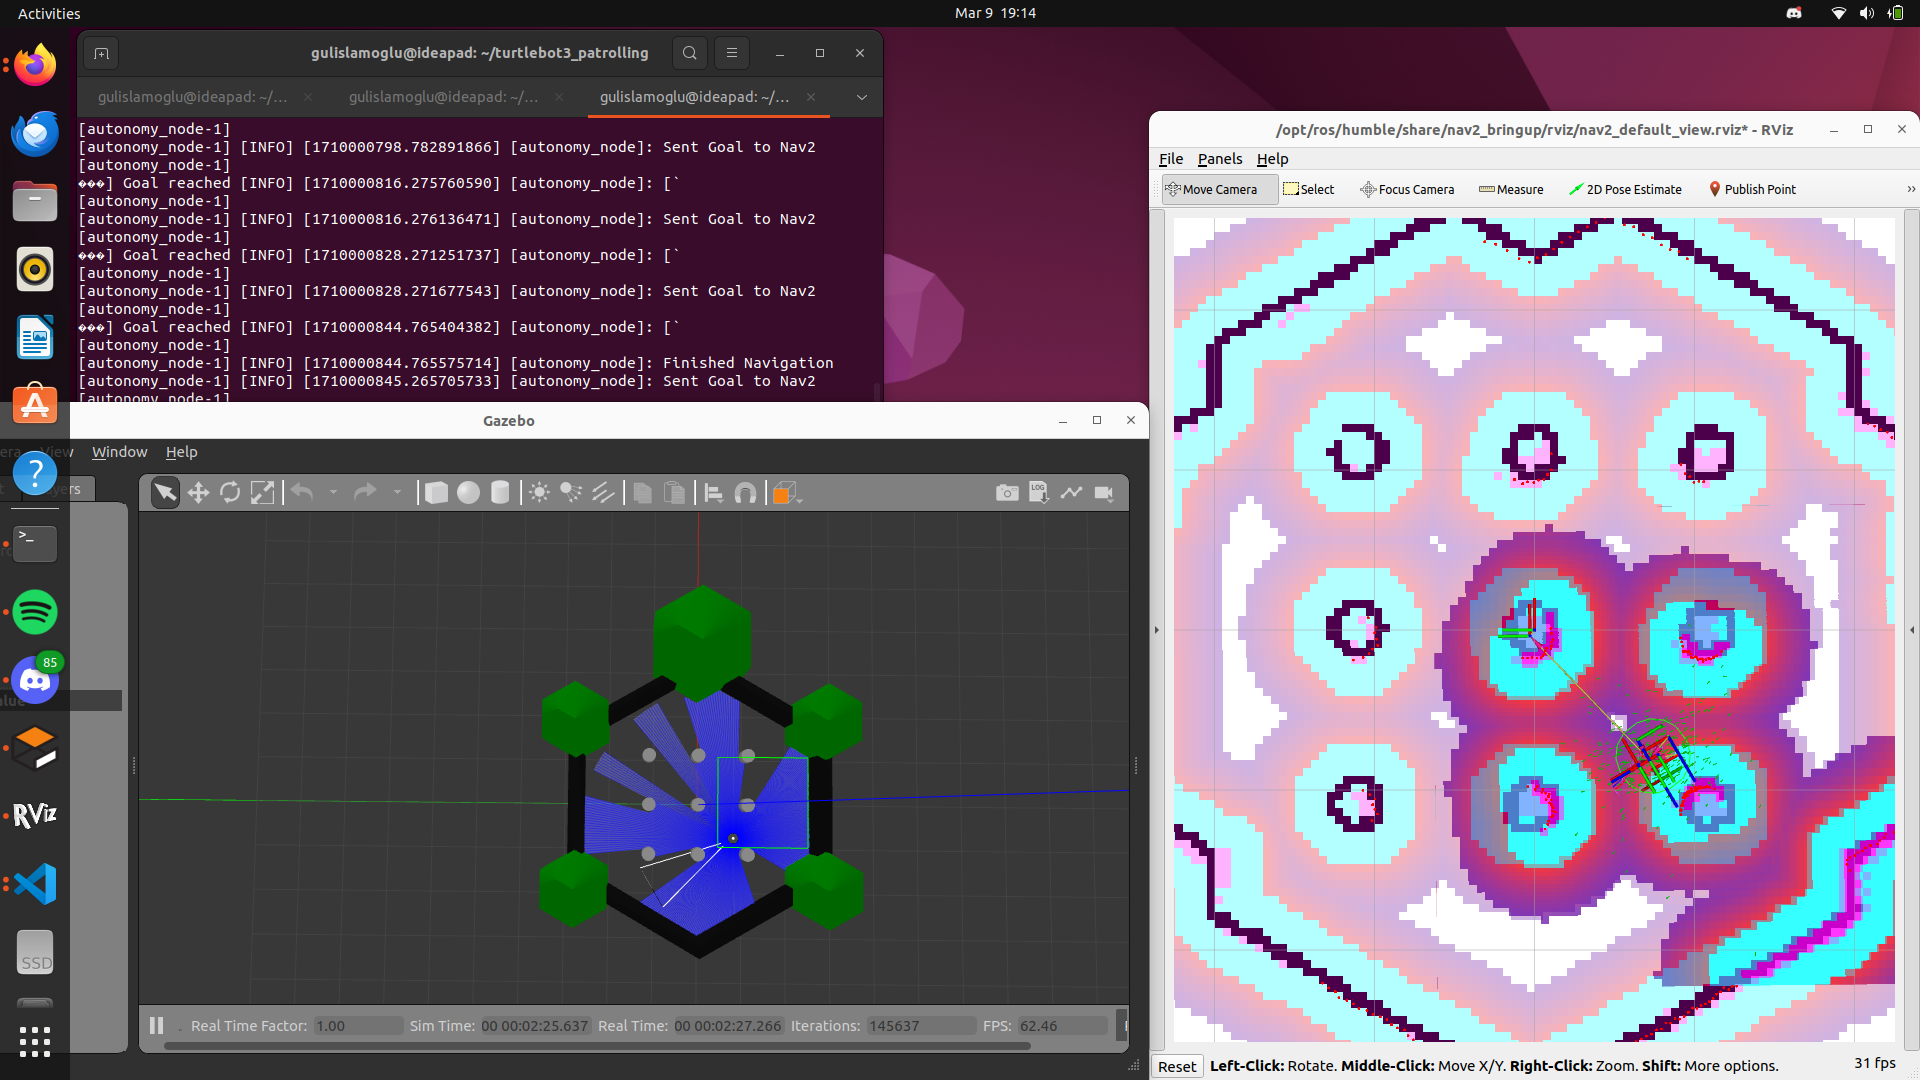 Activities
Mar 9 19:14
gulislamoglu@ideapad: ~/turtlebot3_patrolling
gulislamoglu@ideapad: ~/... × gulislamoglu@ideapad: ~/... × gulislamoglu@ideapad: ~/... ×
[autonomy_node-1]
[autonomy_node-1] [INFO] [1710000798.782891866] [autonomy_node]: Sent Goal to Nav2
[autonomy_node-1]
���] Goal reached [INFO] [1710000816.275760590] [autonomy_node]: [`
[autonomy_node-1]
[autonomy_node-1] [INFO] [1710000816.276136471] [autonomy_node]: Sent Goal to Nav2
[autonomy_node-1]
���] Goal reached [INFO] [1710000828.271251737] [autonomy_node]: [`
[autonomy_node-1]
[autonomy_node-1] [INFO] [1710000828.271677543] [autonomy_node]: Sent Goal to Nav2
[autonomy_node-1]
���] Goal reached [INFO] [1710000844.765404382] [autonomy_node]: [`
[autonomy_node-1]
[autonomy_node-1] [INFO] [1710000844.765575714] [autonomy_node]: Finished Navigation
[autonomy_node-1] [INFO] [1710000845.265705733] [autonomy_node]: Sent Goal to Nav2
[autonomy_node-1]
Gazebo
Window Help
LOG
Real Time Factor: 1.00 Sim Time: 00 00:02:25.637 Real Time: 00 00:02:27.266 Iterations: 145637 FPS: 62.46
85
RViz
SSD
/opt/ros/humble/share/nav2_bringup/rviz/nav2_default_view.rviz* - RViz
File Panels Help
Move Camera Select Focus Camera Measure 2D Pose Estimate Publish Point »
Reset Left-Click: Rotate. Middle-Click: Move X/Y. Right-Click: Zoom. Shift: More options. 31 fps